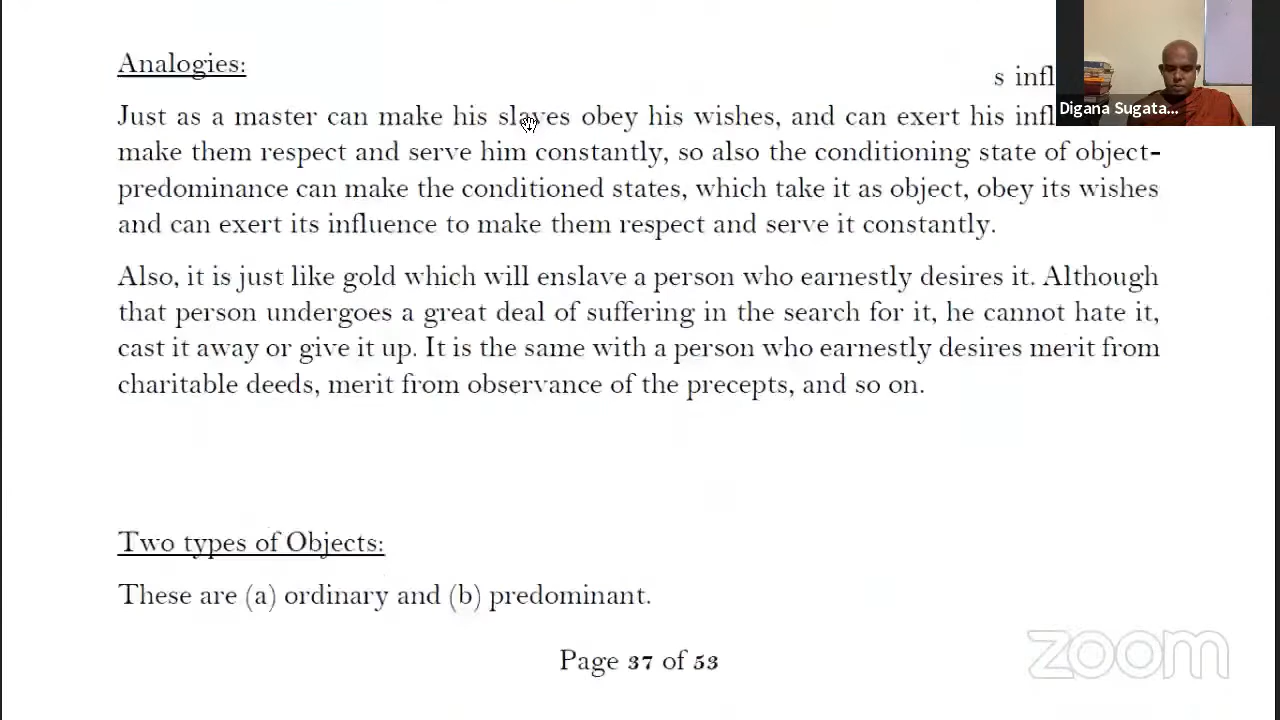 Analogies:
s infl
Just as a master can make his slaves obey his wishes, and can exert his infl
make them respect and serve him constantly, so also the conditioning state of object-
predominance can make the conditioned states, which take it as object, obey its wishes
and can exert its influence to make them respect and serve it constantly.
Also, it is just like gold which will enslave a person who earnestly desires it. Although
that person undergoes a great deal of suffering in the search for it, he cannot hate it,
cast it away or give it up. It is the same with a person who earnestly desires merit from
charitable deeds, merit from observance of the precepts, and so on.
Two types of Objects:
These are (a) ordinary and (b) predominant.
Page 37 of 53
Digana Sugata...
zoom